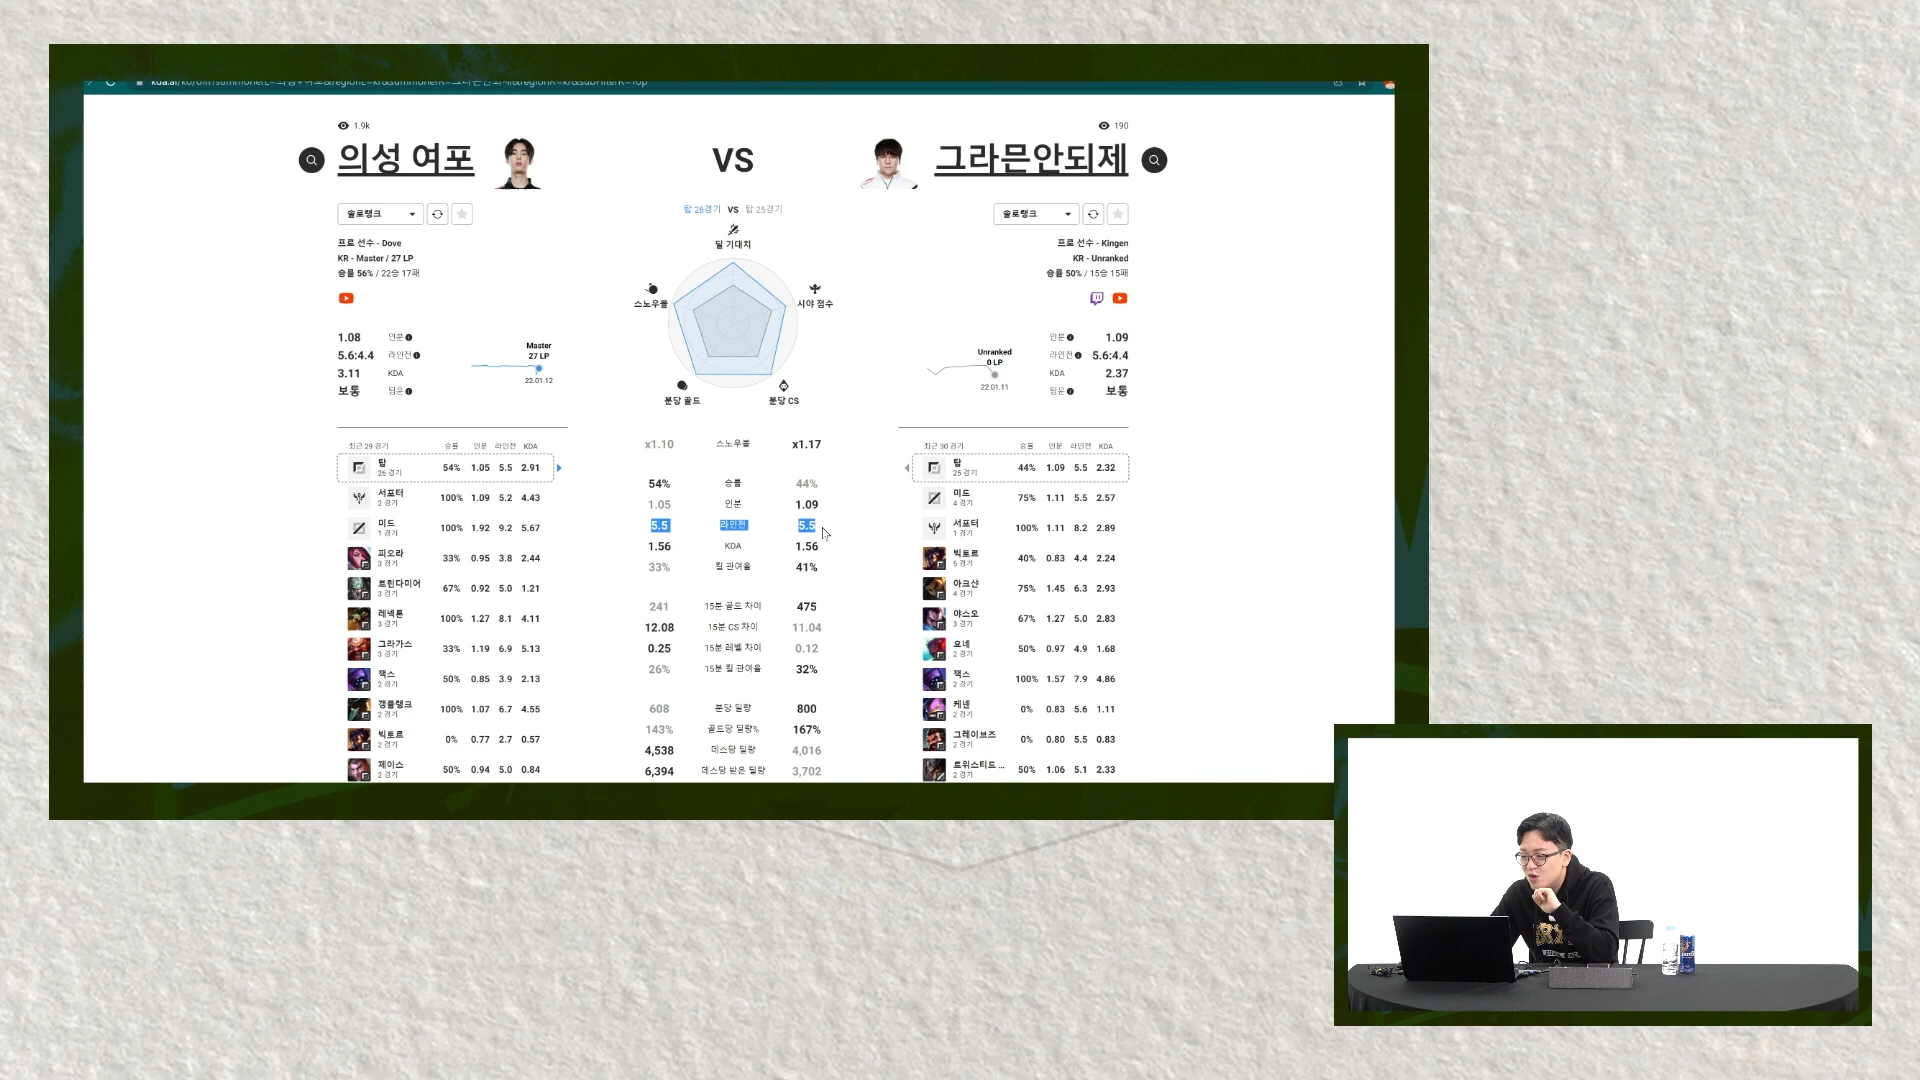 1.9k
190
의성 여포
VS
그라믄안되제
솔로랭크
탑 26경기 VS 탑 25경기
솔로랭크
프로 선수 - Dove
KR - Master / 27 LP
승률 56% / 22승 17패
프로 선수 - Kingen
KR - Unranked
승률 50% / 15승 15패
딜 기대치
스노우볼
시야 점수
분당 골드
분당 CS
1.08 인분
5.6:4.4 라인전
3.11 KDA
보통 팀운
Master
27 LP
22.01.12
Unranked
0 LP
22.01.11
인분 1.09
라인전 5.6:4.4
KDA 2.37
팀운 보통
최근 29 경기 승률 인분 라인전 KDA
탑 54% 1.05 5.5 2.91
26 경기
서포터 100% 1.09 5.2 4.43
2 경기
미드 100% 1.92 9.2 5.67
1 경기
피오라 33% 0.95 3.8 2.44
3 경기
트린다미어 67% 0.92 5.0 1.21
3 경기
레넥톤 100% 1.27 8.1 4.11
3 경기
그라가스 33% 1.19 6.9 5.13
3 경기
잭스 50% 0.85 3.9 2.13
2 경기
갱플랭크 100% 1.07 6.7 4.55
2 경기
빅토르 0% 0.77 2.7 0.57
2 경기
제이스 50% 0.94 5.0 0.84
2 경기
x1.10 스노우볼 x1.17
54% 승률 44%
1.05 인분 1.09
5.5 라인전 5.5
1.56 KDA 1.56
33% 킬 관여율 41%
241 15분 골드 차이 475
12.08 15분 CS 차이 11.04
0.25 15분 레벨 차이 0.12
26% 15분 킬 관여율 32%
608 분당 딜량 800
143% 골드당 딜량% 167%
4,538 데스당 딜량 4,016
6,394 데스당 받은 딜량 3,702
최근 30 경기 승률 인분 라인전 KDA
탑 44% 1.09 5.5 2.32
25 경기
미드 75% 1.11 5.5 2.57
4 경기
서포터 100% 1.11 8.2 2.89
1 경기
빅토르 40% 0.83 4.4 2.24
5 경기
아크샨 75% 1.45 6.3 2.93
4 경기
야스오 67% 1.27 5.0 2.83
3 경기
요네 50% 0.97 4.9 1.68
2 경기
잭스 100% 1.57 7.9 4.86
2 경기
케넨 0% 0.83 5.6 1.11
2 경기
그레이브즈 0% 0.80 5.5 0.83
2 경기
트위스티드 ... 50% 1.06 5.1 2.33
2 경기